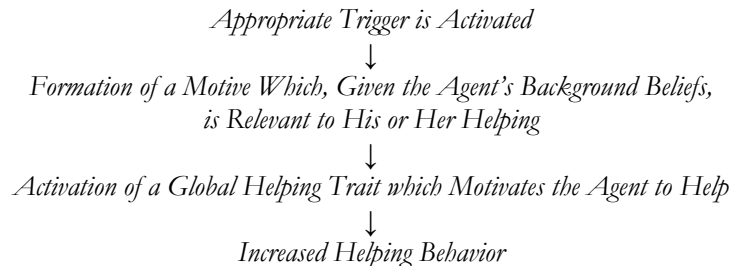 Appropriate Trigger is Activated
↓
Formation of a Motive Which, Given the Agent's Background Beliefs,
is Relevant to His or Her Helping
↓
Activation of a Global Helping Trait which Motivates the Agent to Help
↓
Increased Helping Behavior